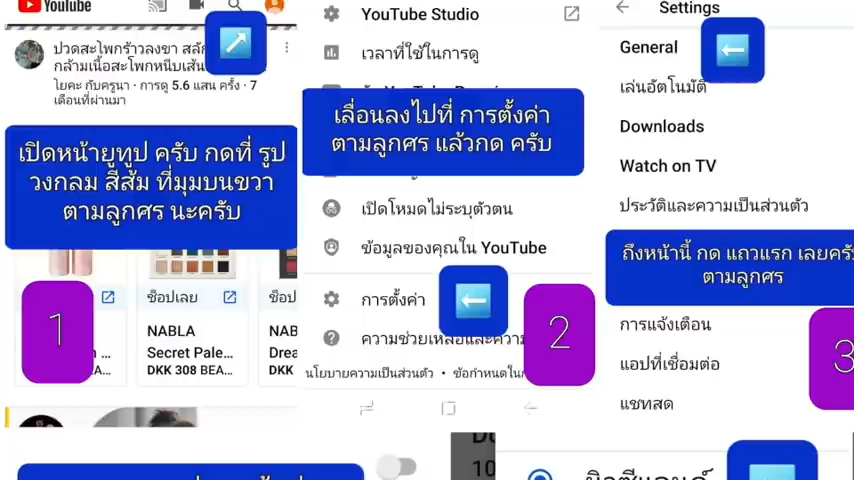 YouTube
ปวดสะโพกร้าวลงขา
กล้ามเนื้อสะโพกหนีบเส้น
โยคะ กับครูนา · การดู 5.6 แสน ครั้ง · 7
เดือนที่ผ่านมา
เปิดหน้ายูทูป ครับ กดที่ รูป
วงกลม สีส้ม ที่มุมบนขวา
ตามลูกศร นะครับ
ช็อปเลย
ช็อปเลย
NABLA
Secret Pale...
DKK 308 BEA...
NAB
Drea
DKK
1
YouTube Studio
เวลาที่ใช้ในการดู
เลื่อนลงไปที่ การตั้งค่า
ตามลูกศร แล้วกด ครับ
เปิดโหมดไม่ระบุตัวตน
ข้อมูลของคุณใน YouTube
การตั้งค่า
ความช่วยเหลือและความ
นโยบายความเป็นส่วนตัว • ข้อกำหนดใน
2
Settings
General
เล่นอัตโนมัติ
Downloads
Watch on TV
ประวัติและความเป็นส่วนตัว
ถึงหน้านี้ กด แถวแรก เลยครับ
ตามลูกศร
การแจ้งเตือน
แอปที่เชื่อมต่อ
แชทสด
3
10
นิวซีแลนด์